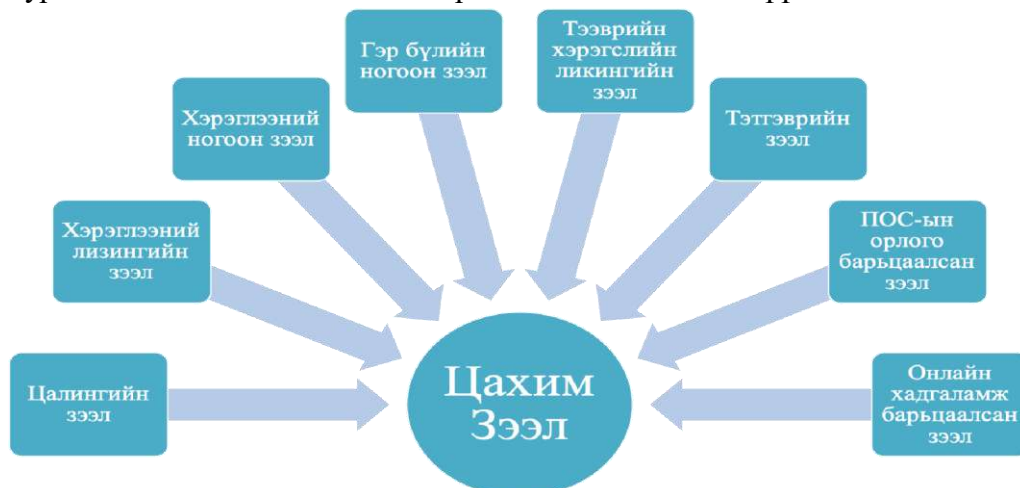 Гэр бүлийн
ногоон зээл
Тээврийн
хэрэгслийн
ликингийн
зээл
Хэрэглээний
ногоон зээл
Тэтгэврийн
зээл
Хэрэглээний
лизингийн
зээл
ПОС-ын
орлого
барьцаалсан
зээл
Цалингийн
зээл
Цахим
Зээл
Онлайн
хадгаламж
барьцаалсан
зээл